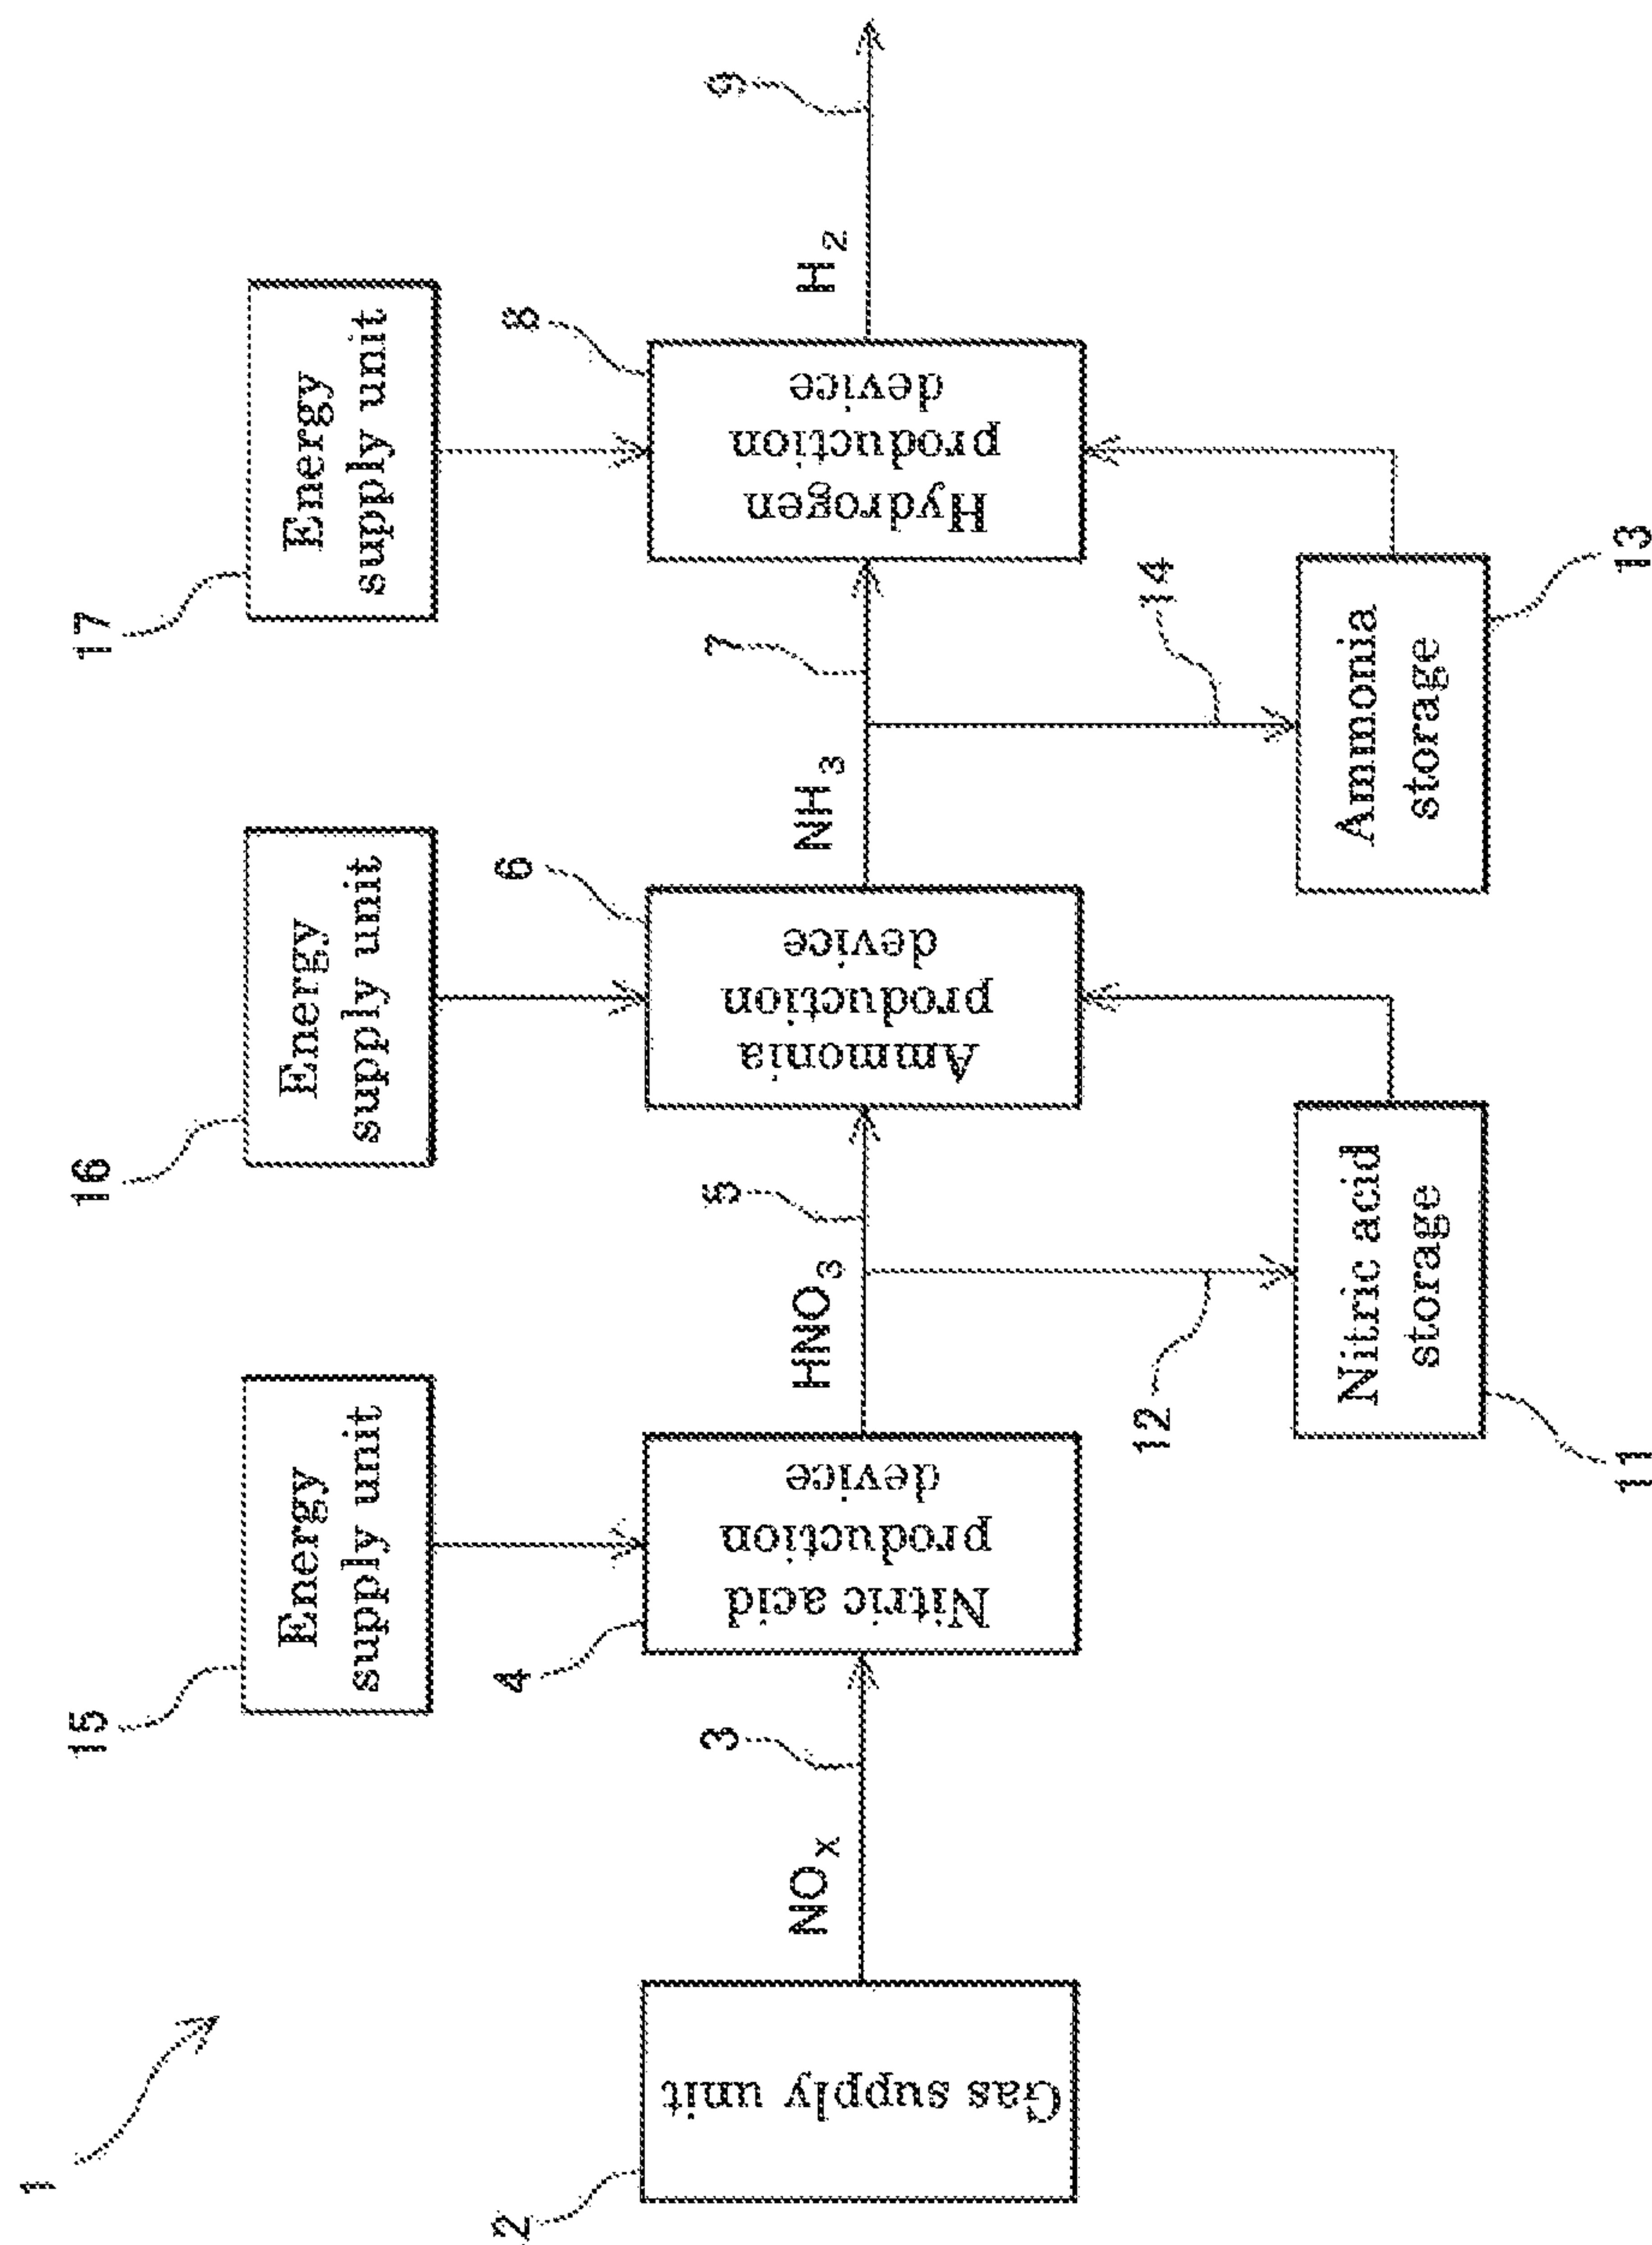 1
15
Energy
supply unit
16
Energy
supply unit
17
Energy
supply unit
2
Gas supply unit
NOX
3
4
Nitric acid
production
device
HNO3
5
6
Ammonia
production
device
NH3
7
8
Hydrogen
production
device
H2
9
12
14
11
Nitric acid
storage
13
Ammonia
storage